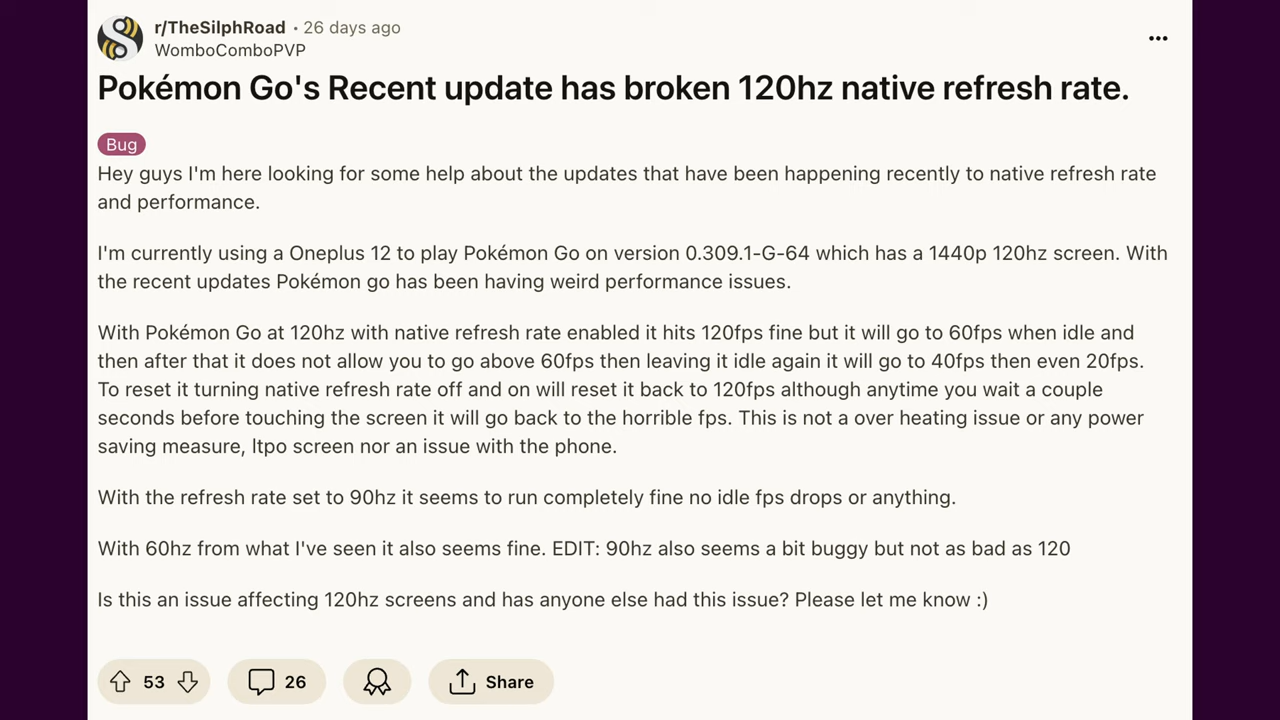 r/TheSilphRoad • 26 days ago
WomboComboPVP
Pokémon Go's Recent update has broken 120hz native refresh rate.
Bug
Hey guys I'm here looking for some help about the updates that have been happening recently to native refresh rate
and performance.
I'm currently using a Oneplus 12 to play Pokémon Go on version 0.309.1-G-64 which has a 1440p 120hz screen. With
the recent updates Pokémon go has been having weird performance issues.
With Pokémon Go at 120hz with native refresh rate enabled it hits 120fps fine but it will go to 60fps when idle and
then after that it does not allow you to go above 60fps then leaving it idle again it will go to 40fps then even 20fps.
To reset it turning native refresh rate off and on will reset it back to 120fps although anytime you wait a couple
seconds before touching the screen it will go back to the horrible fps. This is not a over heating issue or any power
saving measure, ltpo screen nor an issue with the phone.
With the refresh rate set to 90hz it seems to run completely fine no idle fps drops or anything.
With 60hz from what I've seen it also seems fine. EDIT: 90hz also seems a bit buggy but not as bad as 120
Is this an issue affecting 120hz screens and has anyone else had this issue? Please let me know :)
53 26 Share